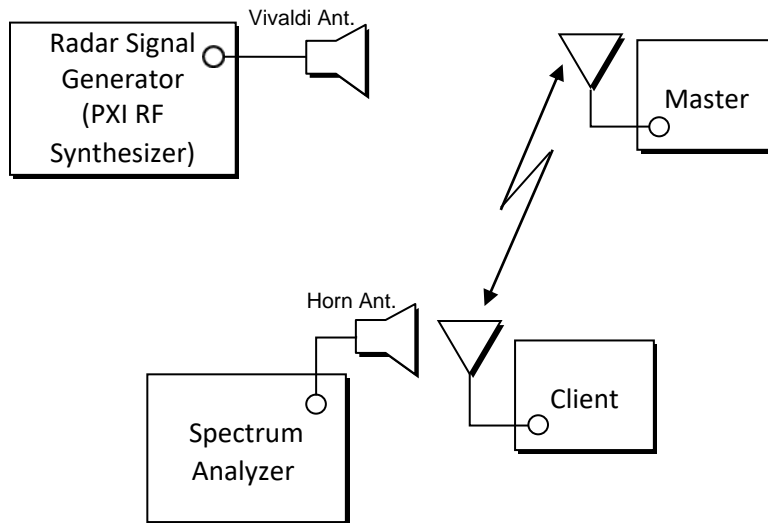 Vivaldi Ant.
Radar Signal
Generator
(PXI RF
Synthesizer)
Master
Horn Ant.
Client
Spectrum
Analyzer